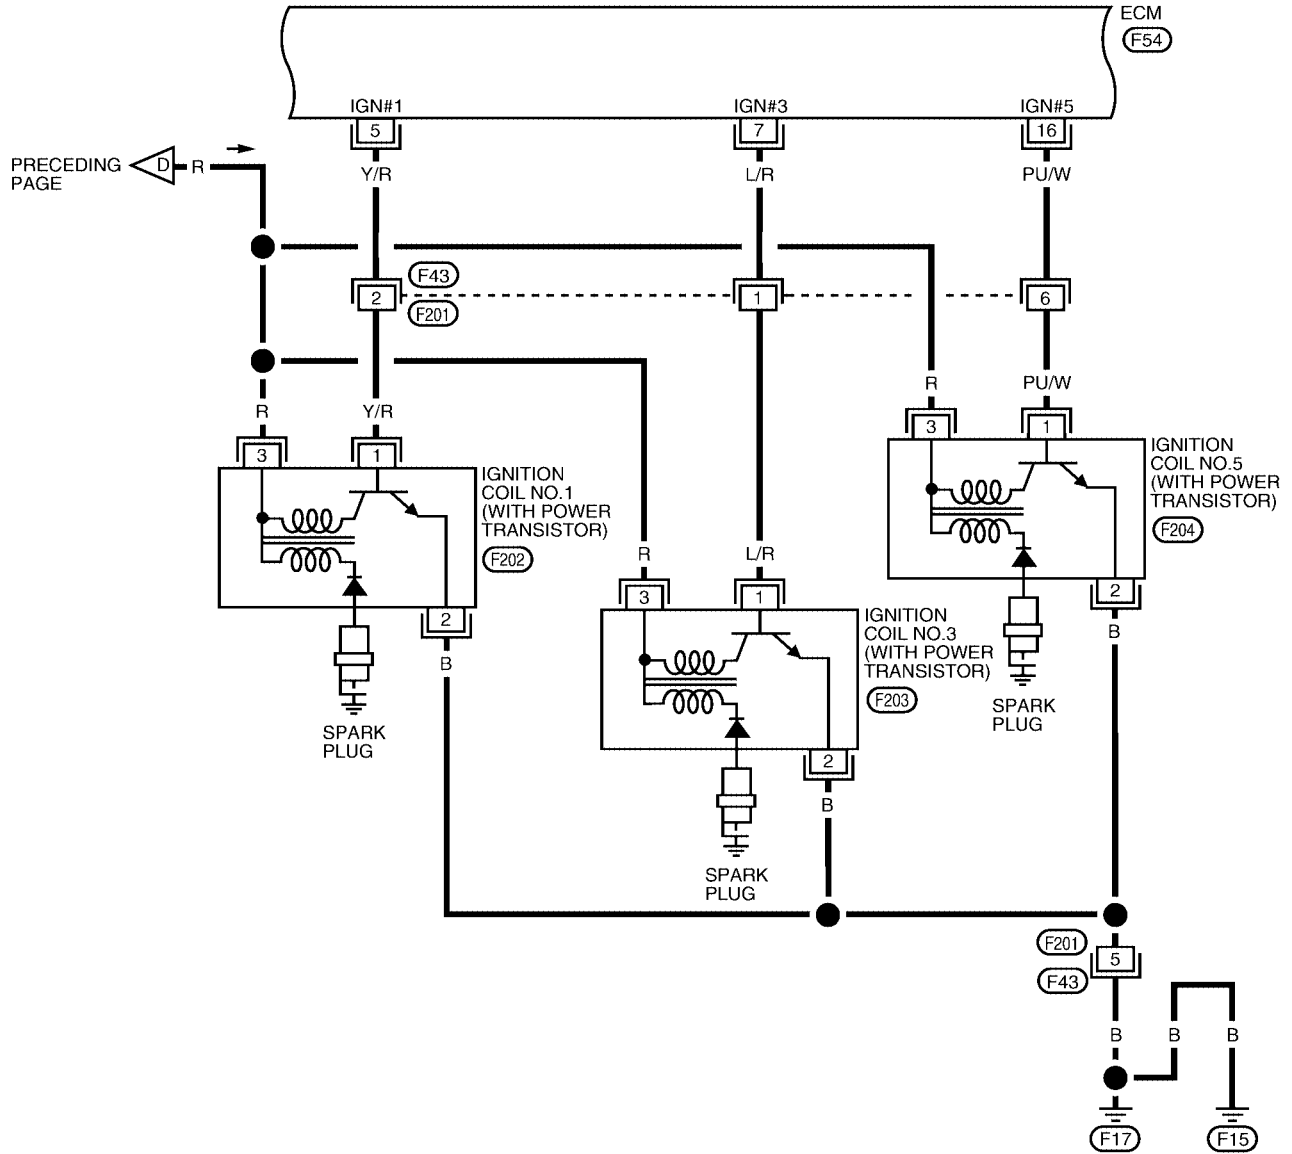 ECM
F54
IGN#1
IGN#3
IGN#5
5
7
16
PRECEDING
PAGE
D
R
Y/R
L/R
PU/W
F43
2
1
6
F201
R
PU/W
R
Y/R
3
1
3
1
IGNITION
COIL NO.5
(WITH POWER
TRANSISTOR)
F204
IGNITION
COIL NO.1
(WITH POWER
TRANSISTOR)
F202
R
L/R
3
1
2
B
2
B
IGNITION
COIL NO.3
(WITH POWER
TRANSISTOR)
F203
SPARK
PLUG
SPARK
PLUG
2
B
SPARK
PLUG
F201
5
F43
B
B
B
F17
F15